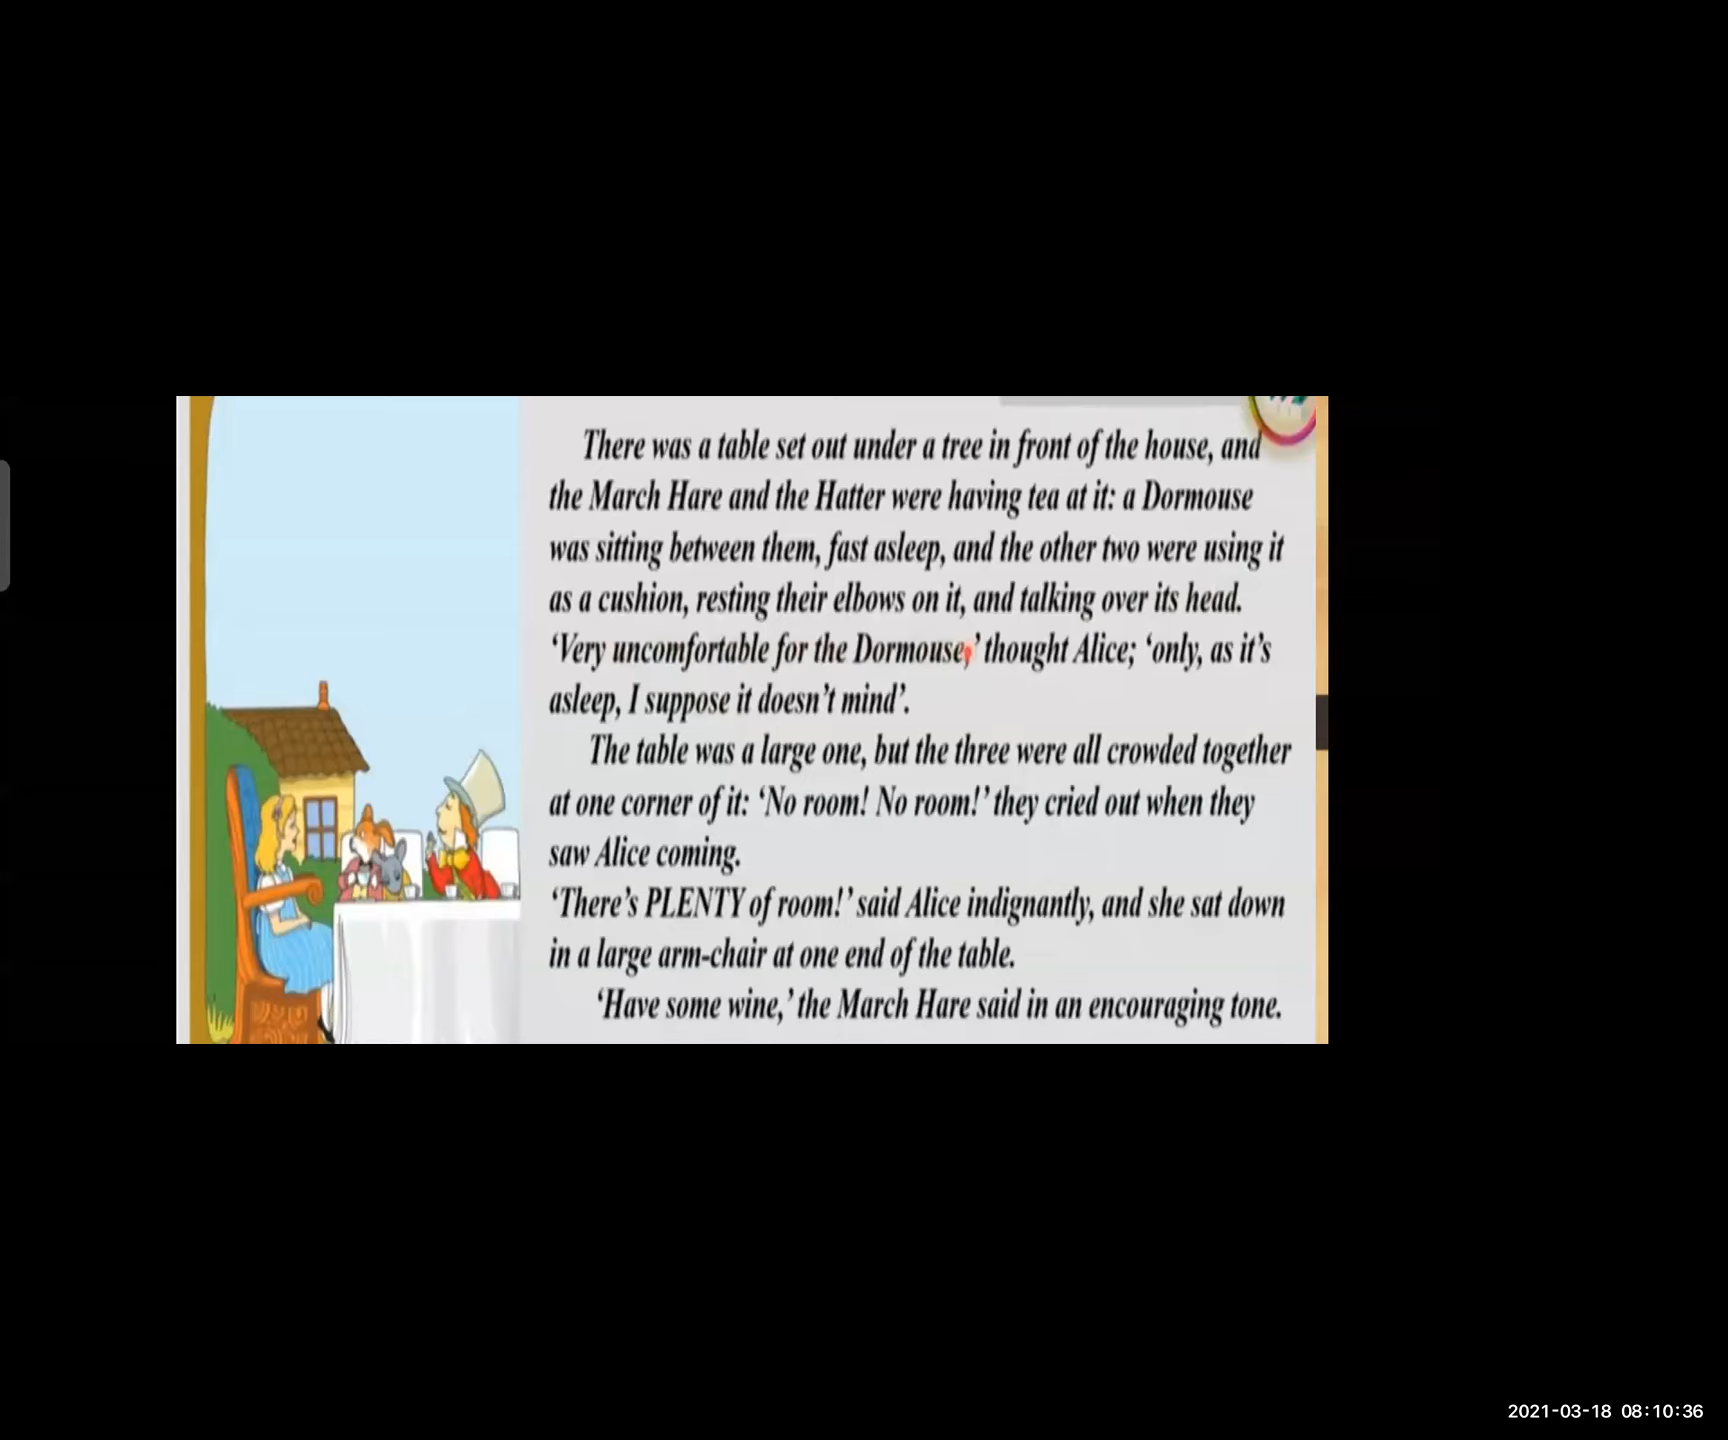 There was a table set out under a tree in front of the house, and
the March Hare and the Hatter were having tea at it: a Dormouse
was sitting between them, fast asleep, and the other two were using it
as a cushion, resting their elbows on it, and talking over its head.
‘Very uncomfortable for the Dormouse,’ thought Alice; ‘only, as it’s
asleep, I suppose it doesn’t mind’.
The table was a large one, but the three were all crowded together
at one corner of it: ‘No room! No room!’ they cried out when they
saw Alice coming.
‘There’s PLENTY of room!’ said Alice indignantly, and she sat down
in a large arm-chair at one end of the table.
‘Have some wine,’ the March Hare said in an encouraging tone.
2021-03-18 08:10:36